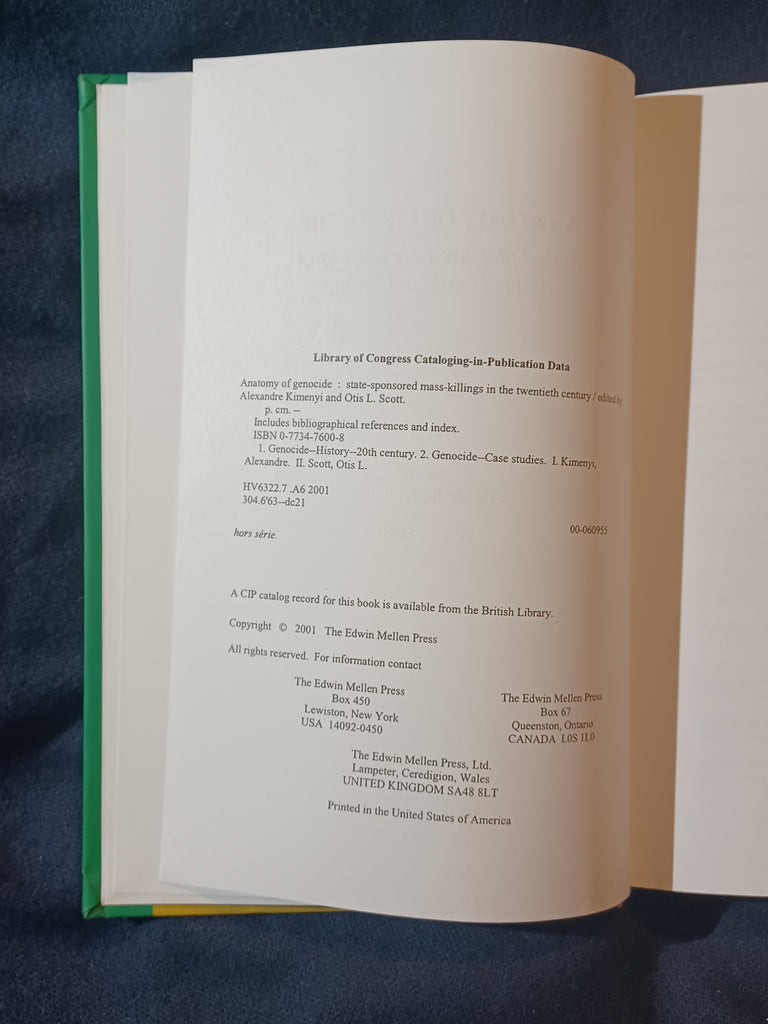 Library of Congress Cataloging-in-Publication Data
Anatomy of genocide : state-sponsored mass-killings in the twentieth century / edited by
Alexandre Kimenyi and Otis L. Scott.
p. cm. --
Includes bibliographical references and index.
ISBN 0-7734-7600-8
1. Genocide--History--20th century. 2. Genocide--Case studies. I. Kimenyi,
Alexandre. II. Scott, Otis L.
HV6322.7 .A6 2001
304.6'63--dc21
00-060955
hors série.
A CIP catalog record for this book is available from the British Library.
Copyright © 2001 The Edwin Mellen Press
All rights reserved. For information contact
The Edwin Mellen Press
Box 450
Lewiston, New York
USA 14092-0450
The Edwin Mellen Press
Box 67
Queenston, Ontario
CANADA L0S 1L0
The Edwin Mellen Press, Ltd.
Lampeter, Ceredigion, Wales
UNITED KINGDOM SA48 8LT
Printed in the United States of America